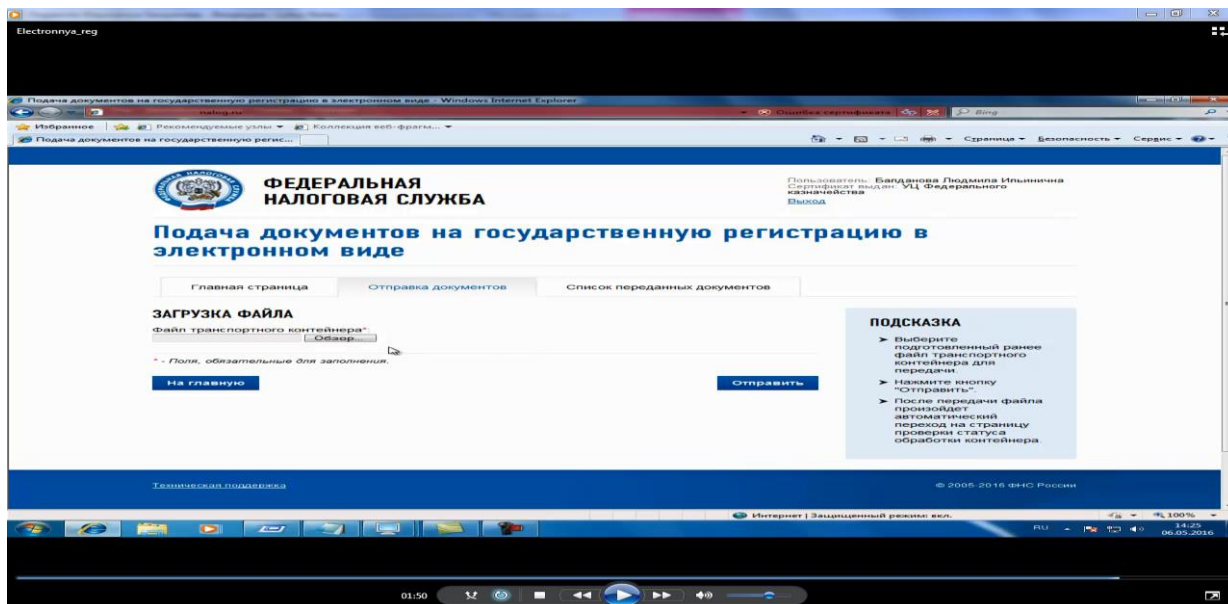 Electronnya_reg
Подача документов на государственную регистрацию в электронном виде - Windows Internet Explorer
nalog.ru
Ошибка сертификата
Bing
Избранное
Рекомендуемые узлы
Коллекция веб-фрагм...
Подача документов на государственную регис...
Страница
Безопасность
Сервис
ФЕДЕРАЛЬНАЯ
НАЛОГОВАЯ СЛУЖБА
Пользователь: Балданова Людмила Ильинична
Сертификат выдан: УЦ Федерального
казначейства
Выход
Подача документов на государственную регистрацию в
электронном виде
Главная страница
Отправка документов
Список переданных документов
ЗАГРУЗКА ФАЙЛА
Файл транспортного контейнера*:
Обзор...
* - Поля, обязательные для заполнения.
На главную
Отправить
ПОДСКАЗКА
➤ Выберите
подготовленный ранее
файл транспортного
контейнера для
передачи.
➤ Нажмите кнопку
"Отправить".
➤ После передачи файла
произойдет
автоматический
переход на страницу
проверки статуса
обработки контейнера.
Техническая поддержка
© 2005-2016 ФНС России
Интернет | Защищенный режим: вкл.
100%
RU
14:25
06.05.2016
01:50